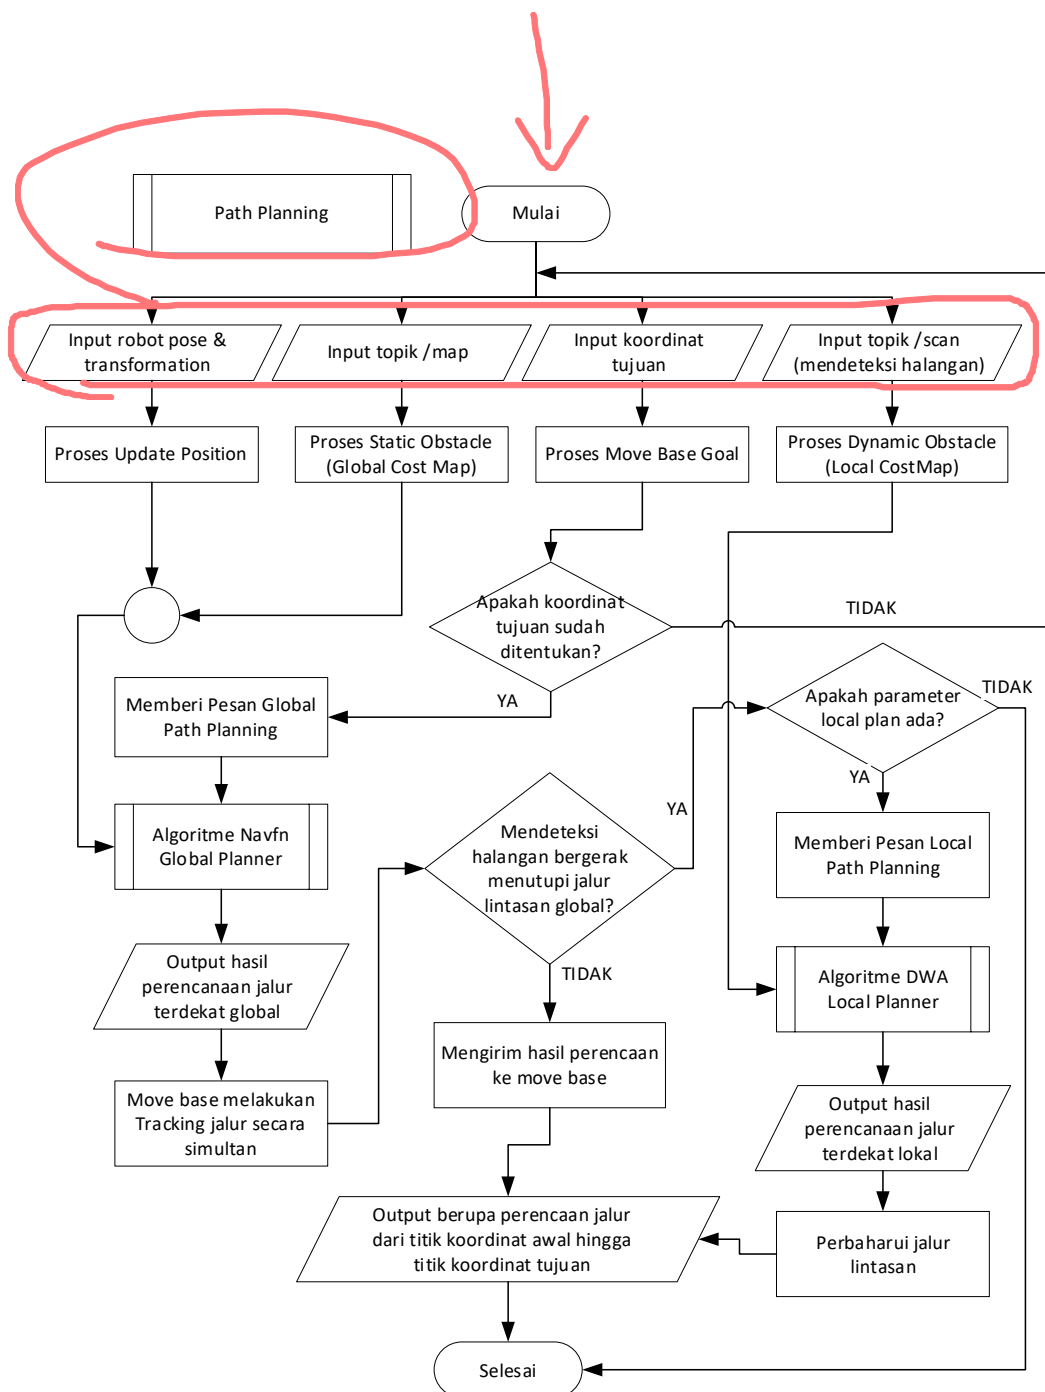 Path Planning
Mulai
Input robot pose &
transformation
Input topik /map
Input koordinat
tujuan
Input topik /scan
(mendeteksi halangan)
Proses Update Position
Proses Static Obstacle
(Global Cost Map)
Proses Move Base Goal
Proses Dynamic Obstacle
(Local CostMap)
Apakah koordinat
tujuan sudah
ditentukan?
TIDAK
YA
Memberi Pesan Global
Path Planning
Apakah parameter
local plan ada?
TIDAK
YA
Algoritme Navfn
Global Planner
Mendeteksi
halangan bergerak
menutupi jalur
lintasan global?
YA
TIDAK
Memberi Pesan Local
Path Planning
Output hasil
perencanaan jalur
terdekat global
Algoritme DWA
Local Planner
Mengirim hasil perencaan
ke move base
Move base melakukan
Tracking jalur secara
simultan
Output hasil
perencanaan jalur
terdekat lokal
Output berupa perencaan jalur
dari titik koordinat awal hingga
titik koordinat tujuan
Perbaharui jalur
lintasan
Selesai